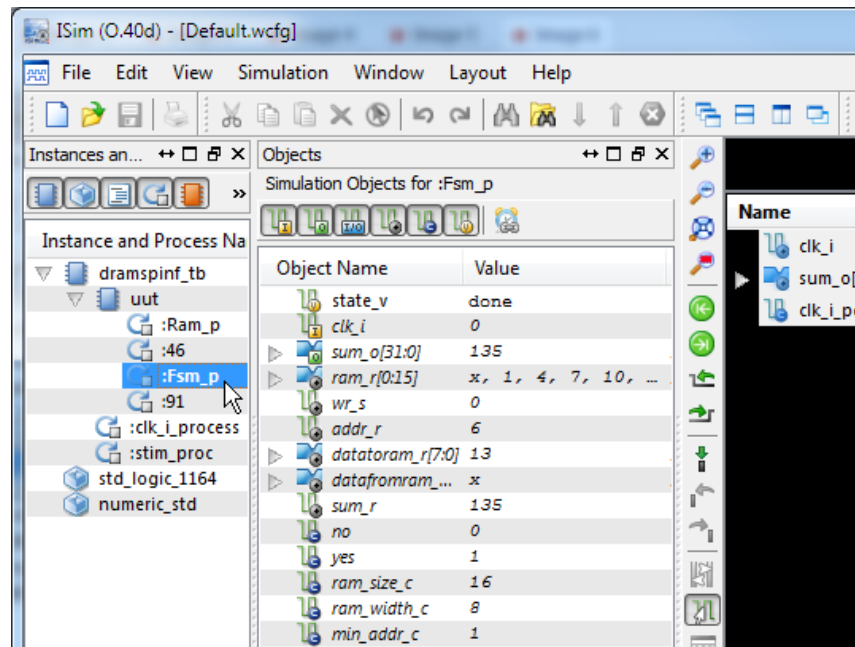 ISim (O.40d) - [Default.wcfg]
File Edit View Simulation Window Layout Help
Instances an...
Instance and Process Na
dramspinf_tb
uut
:Ram_p
:46
:Fsm_p
:91
:clk_i_process
:stim_proc
std_logic_1164
numeric_std
Objects
Simulation Objects for :Fsm_p
Object Name Value
state_v done
clk_i 0
sum_o[31:0] 135
ram_r[0:15] x, 1, 4, 7, 10, ...
wr_s 0
addr_r 6
datatoram_r[7:0] 13
datafromram_... x
sum_r 135
no 0
yes 1
ram_size_c 16
ram_width_c 8
min_addr_c 1
Name
clk_i
sum_o[
clk_i_pe